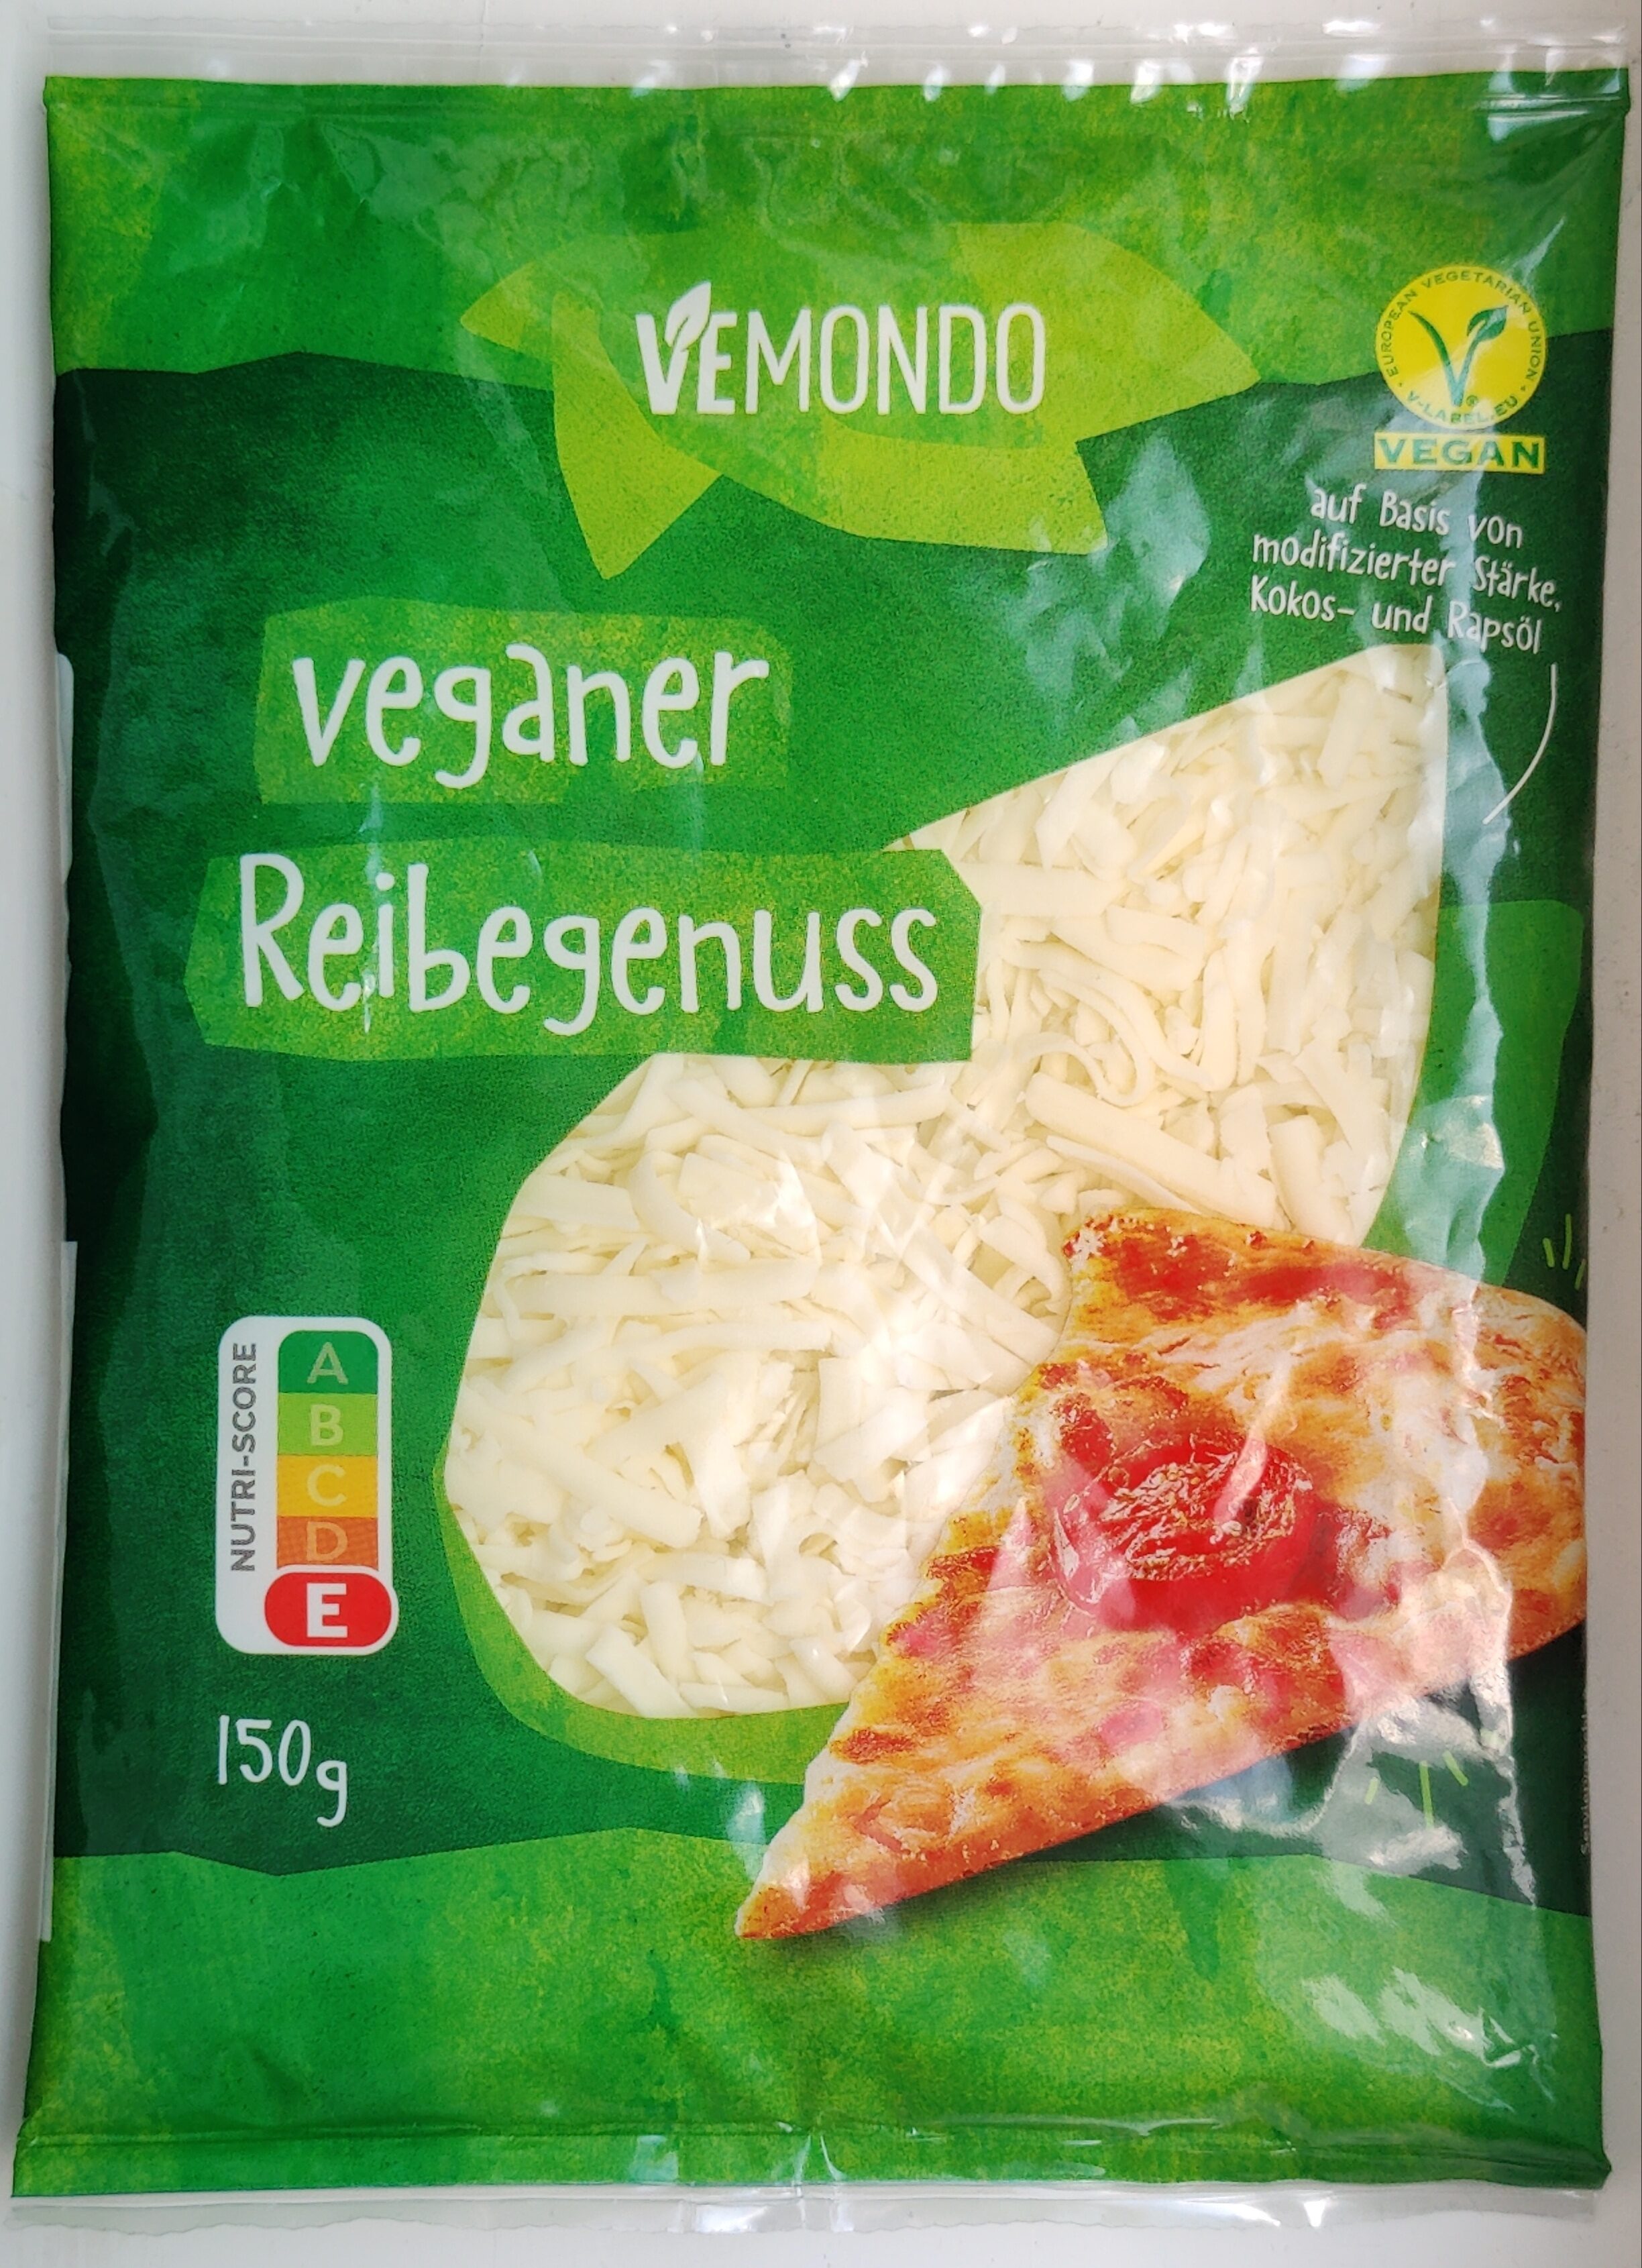 VEMONDO
EUROPEAN VEGETARIAN UNION
V-LABEL.EU
VEGAN
auf Basis von
modifizierter Stärke,
Kokos- und Rapsöl
veganer
Reibegenuss
NUTRI-SCORE
A
B
C
D
E
150g